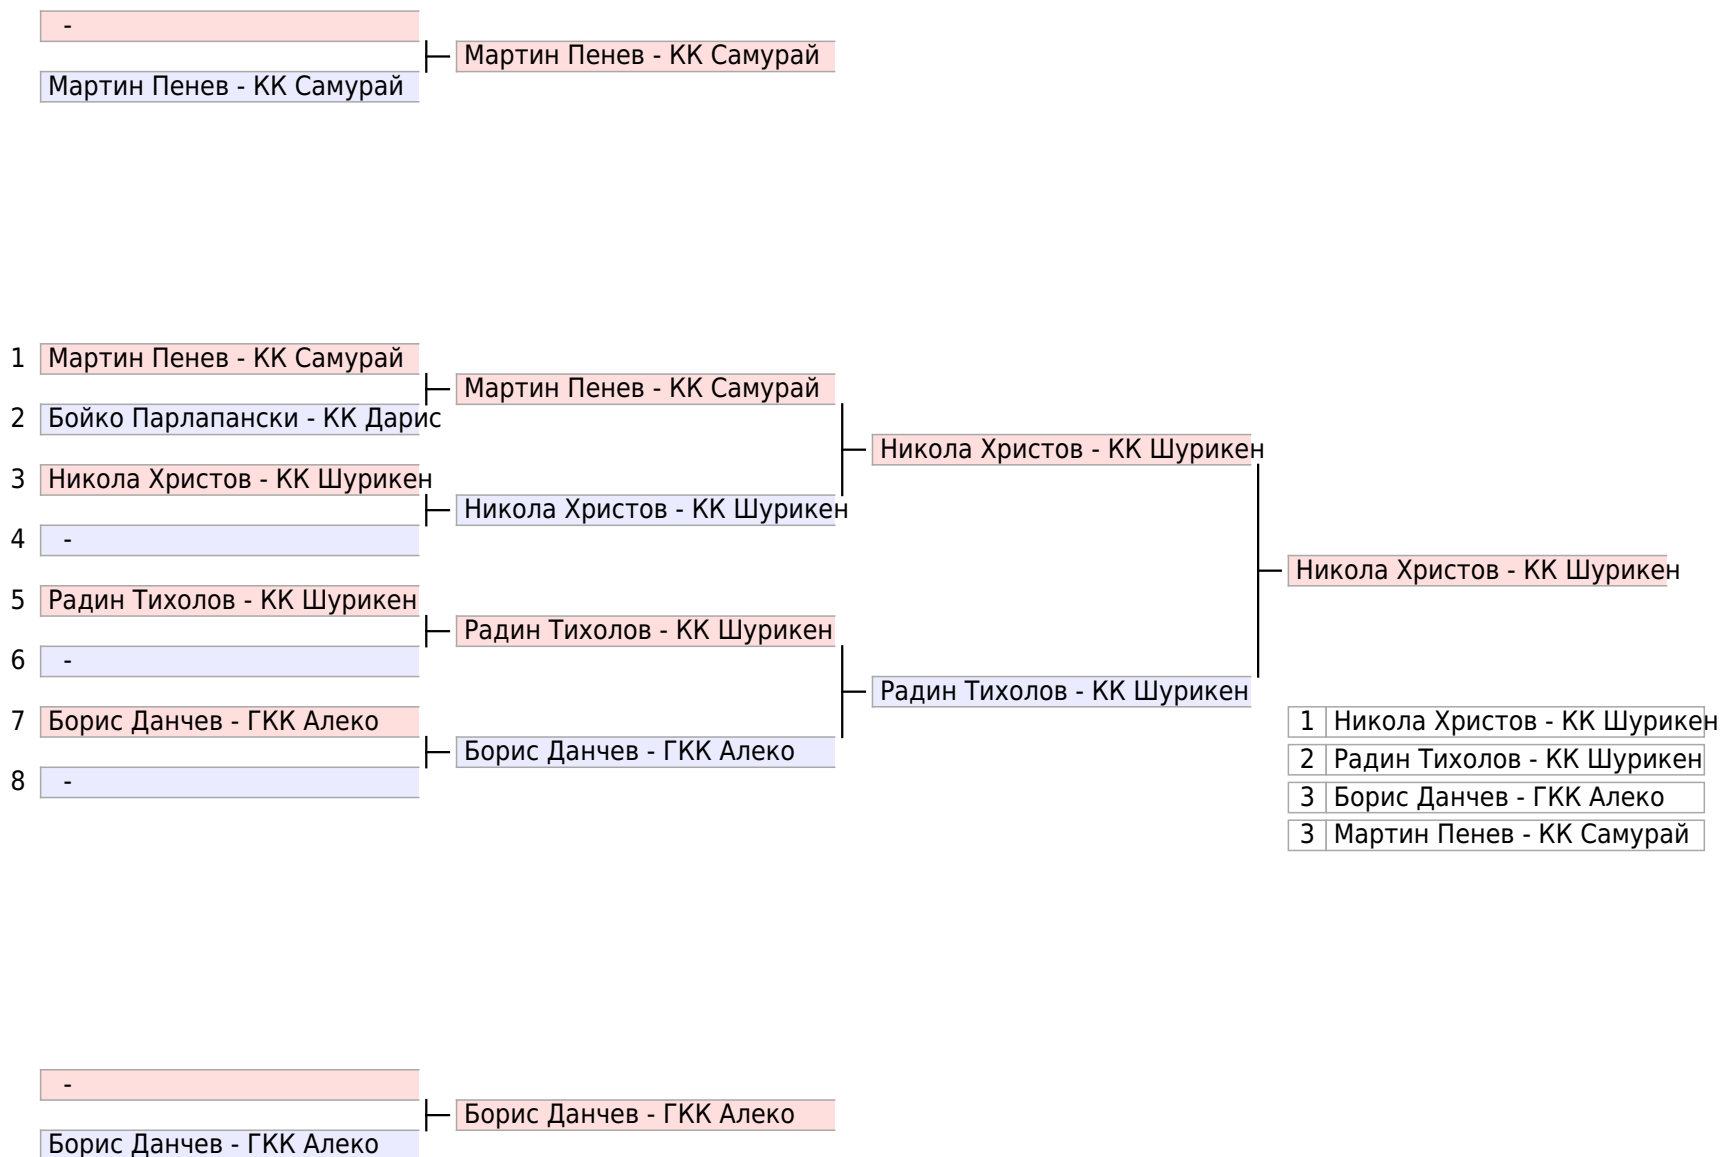 -
Мартин Пенев - КК Самурай
Мартин Пенев - КК Самурай
1 Мартин Пенев - КК Самурай
Мартин Пенев - КК Самурай
2 Бойко Парлапански - КК Дарис
Никола Христов - КК Шурикен
3 Никола Христов - КК Шурикен
Никола Христов - КК Шурикен
4 -
Никола Христов - КК Шурикен
5 Радин Тихолов - КК Шурикен
Радин Тихолов - КК Шурикен
6 -
Радин Тихолов - КК Шурикен
7 Борис Данчев - ГКК Алеко
Борис Данчев - ГКК Алеко
8 -
1 Никола Христов - КК Шурикен
2 Радин Тихолов - КК Шурикен
3 Борис Данчев - ГКК Алеко
3 Мартин Пенев - КК Самурай
-
Борис Данчев - ГКК Алеко
Борис Данчев - ГКК Алеко